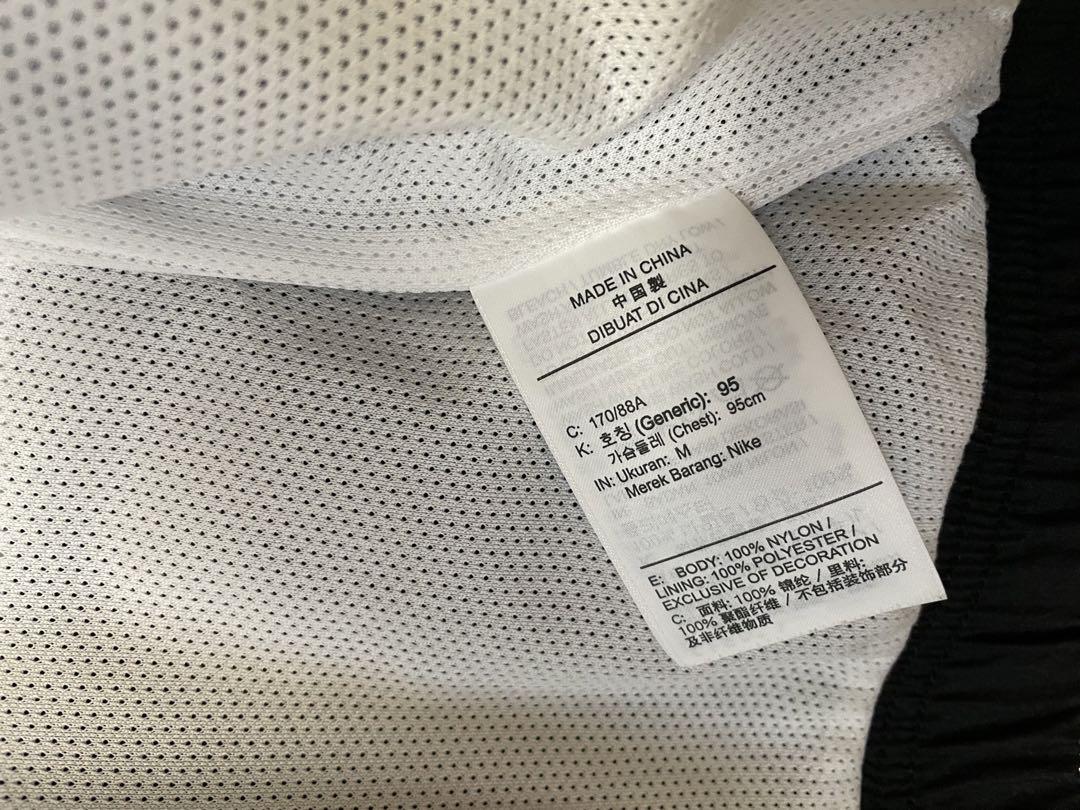 MADE IN CHINA
中国製
DIBUAT DI CINA
C: 170/88A
K: 호칭 (Generic): 95
가슴둘레 (Chest): 95cm
IN: Ukuran: M
Merek Barang: Nike
E: BODY: 100% NYLON /
LINING: 100% POLYESTER /
EXCLUSIVE OF DECORATION
C: 面料: 100% 锦纶 / 里料:
100% 聚酯纤维 / 不包括装饰部分
及非纤维物质